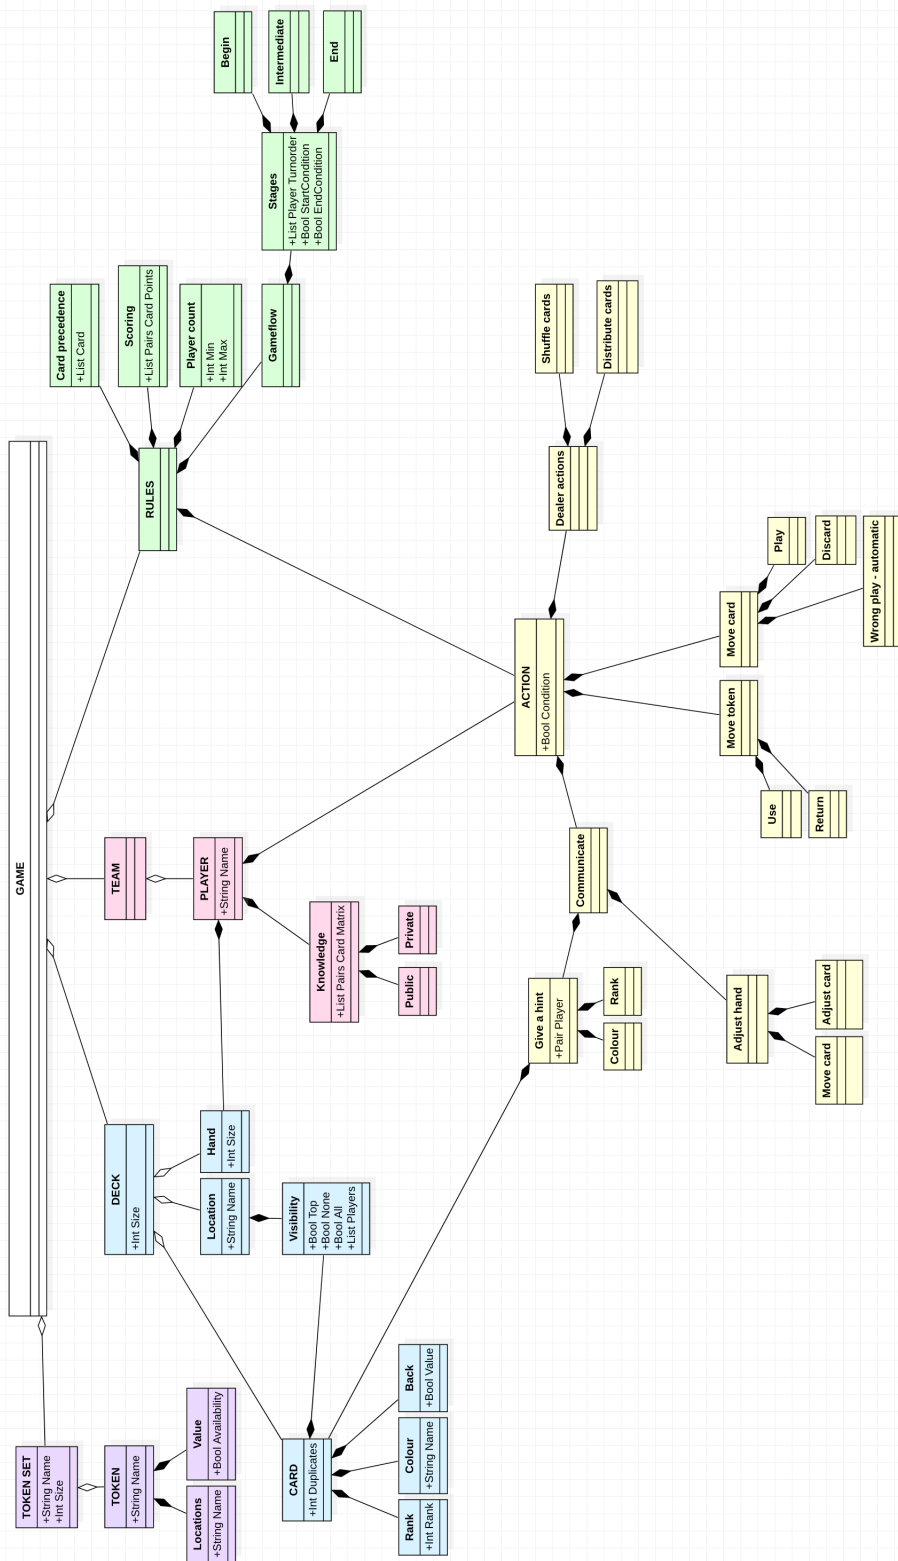 GAME
TOKEN SET
+String Name
+Int Size
TOKEN
+String Name
Locations
+String Name
Value
+Bool Availability
DECK
+Int Size
Location
+String Name
Hand
+Int Size
Visibility
+Bool Top
+Bool None
+Bool All
+List Players
CARD
+Int Duplicates
Rank
+Int Rank
Colour
+String Name
Back
+Bool Value
TEAM
PLAYER
+String Name
Knowledge
+List Pairs Card Matrix
Public
Private
RULES
Card precedence
+List Card
Scoring
+List Pairs Card Points
Player count
+Int Min
+Int Max
Gameflow
Stages
+List Player Turnorder
+Bool StartCondition
+Bool EndCondition
Begin
Intermediate
End
ACTION
+Bool Condition
Dealer actions
Shuffle cards
Distribute cards
Communicate
Give a hint
+Pair Player
Colour
Rank
Adjust hand
Move card
Adjust card
Move token
Use
Return
Move card
Play
Discard
Wrong play - automatic